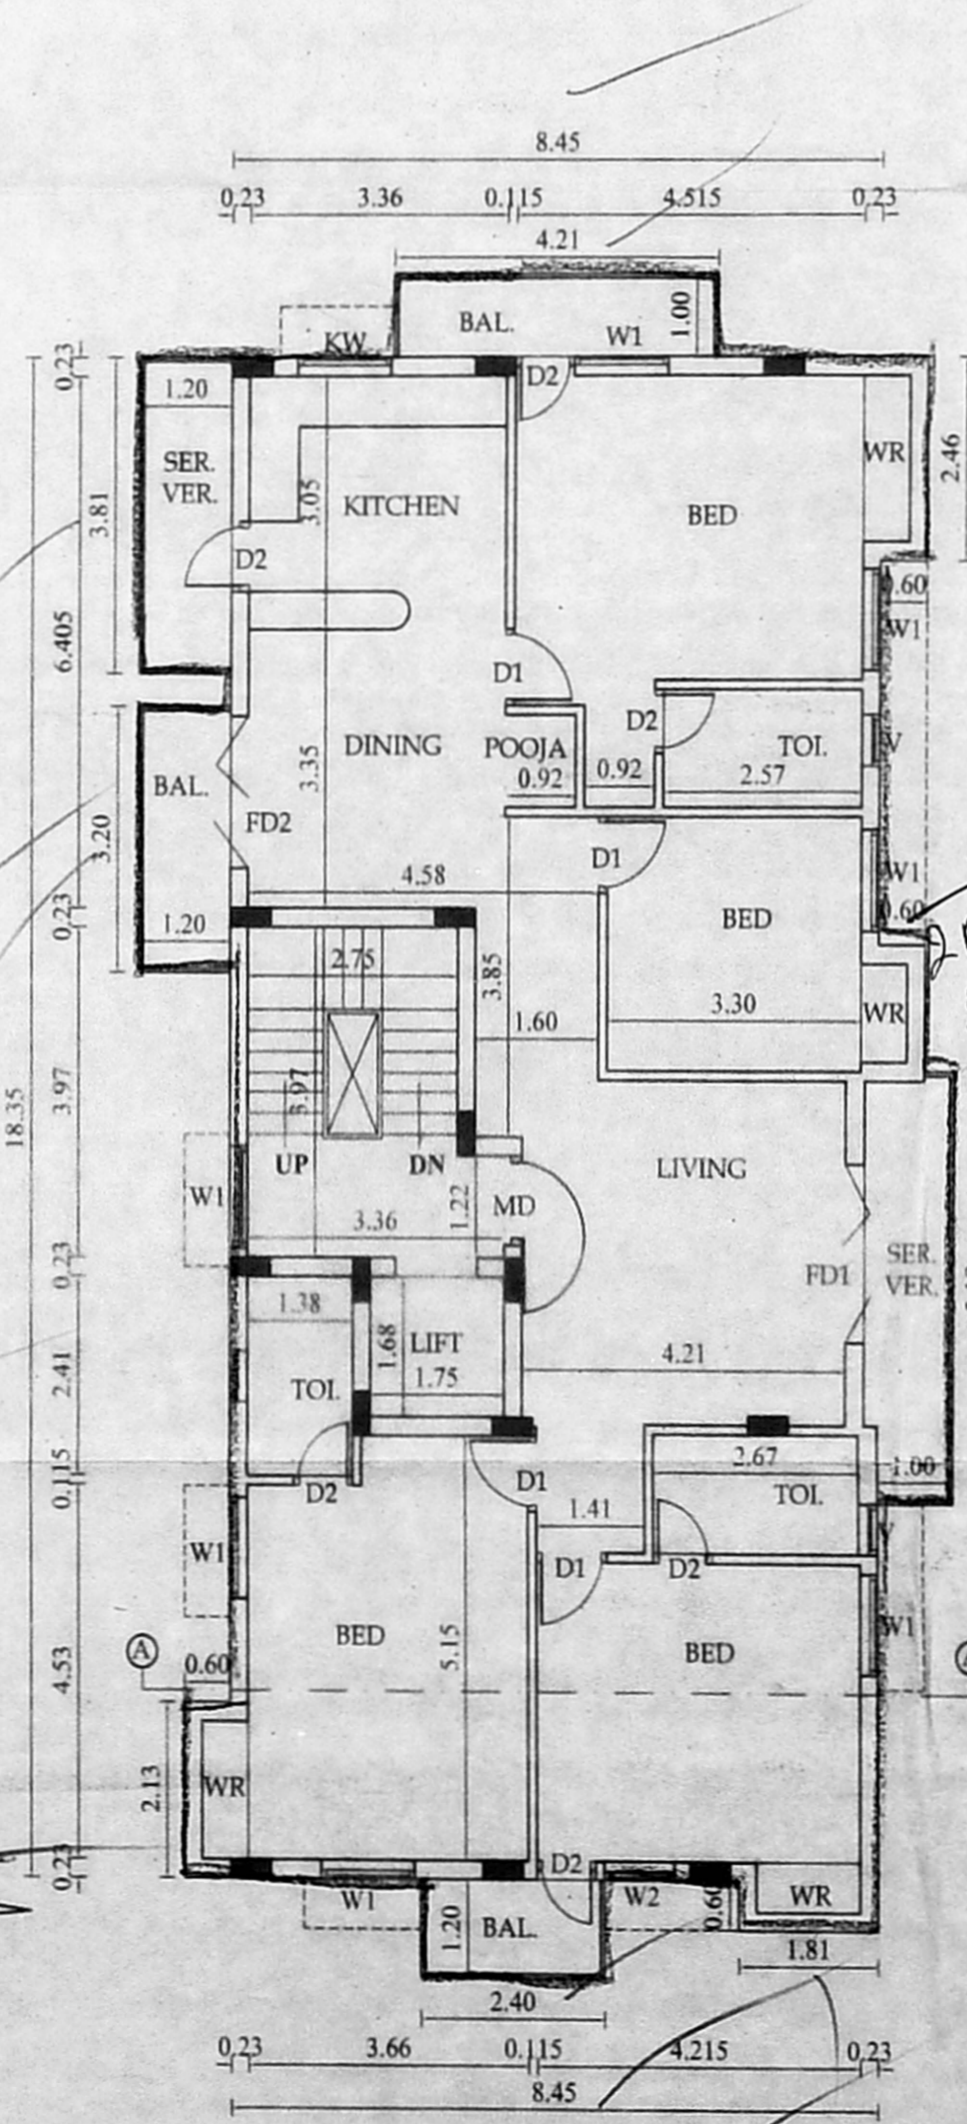 8.45
0.23 3.36 0.115 4.515 0.23
4.21
BAL. 1.00
KW W1
0.23 D2
1.20
SER. VER.
WR
2.46
3.81 3.05 KITCHEN BED
D2
0.60
6.405 W1
D1
D2
DINING POOJA TOI. V
3.35 0.92 0.92 2.57
BAL.
FD2
3.20 D1
4.58 W1
0.60
1.20 0.23 BED
2.75 3.85
1.60 3.30 WR
3.97 3.97
18.35
UP DN LIVING
W1 1.22 MD
3.36
0.23 FD1 SER. VER.
1.38
1.68 LIFT
2.41 1.75 4.21
TOI.
D2 D1 2.67 1.00
0.115 TOI.
1.41
W1 D1 D2 V
BED 5.15 BED W1
A 0.60
4.53
2.13 WR
0.23 D2
W1 W2 0.60 WR
1.20 BAL.
1.81
2.40
0.23 3.66 0.115 4.215 0.23
8.45